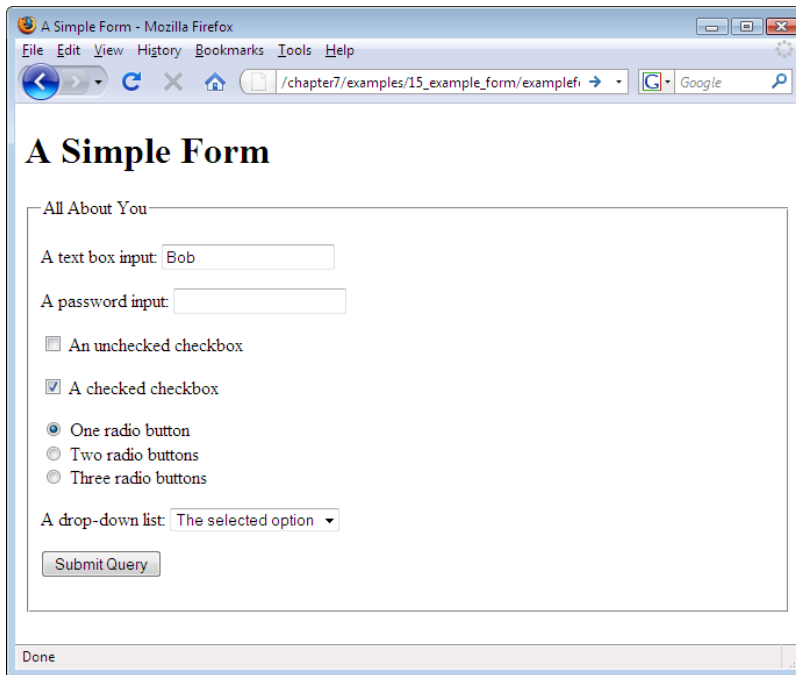 A Simple Form - Mozilla Firefox
File Edit View History Bookmarks Tools Help
/chapter7/examples/15_example_form/examplef
G Google
A Simple Form
All About You
A text box input: Bob
A password input:
An unchecked checkbox
A checked checkbox
One radio button
Two radio buttons
Three radio buttons
A drop-down list: The selected option
Submit Query
Done